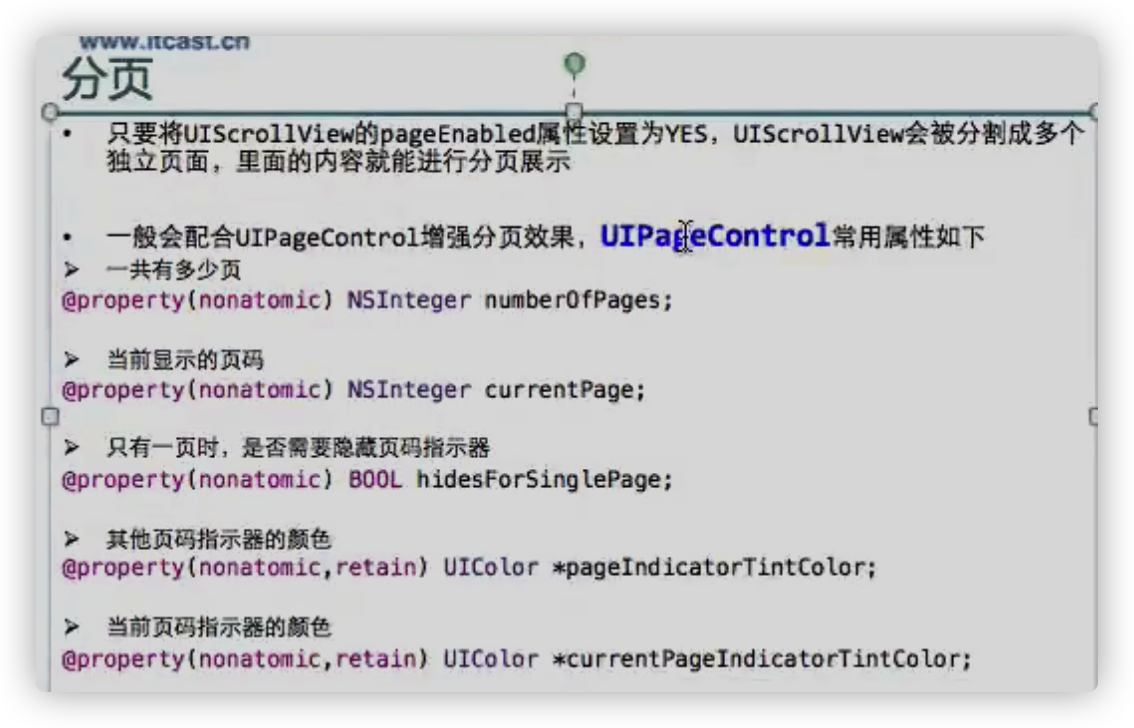 www.itcast.cn
分页
• 只要将UIScrollView的pageEnabled属性设置为YES，UIScrollView会被分割成多个
独立页面，里面的内容就能进行分页展示
• 一般会配合UIPageControl增强分页效果，UIPageControl常用属性如下
➢ 一共有多少页
@property(nonatomic) NSInteger numberOfPages;
➢ 当前显示的页码
@property(nonatomic) NSInteger currentPage;
➢ 只有一页时，是否需要隐藏页码指示器
@property(nonatomic) BOOL hidesForSinglePage;
➢ 其他页码指示器的颜色
@property(nonatomic,retain) UIColor *pageIndicatorTintColor;
➢ 当前页码指示器的颜色
@property(nonatomic,retain) UIColor *currentPageIndicatorTintColor;